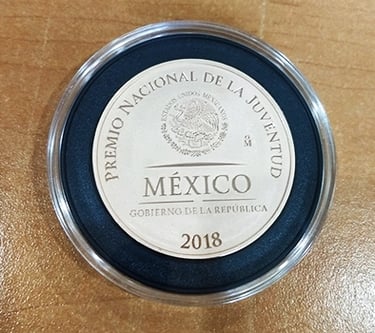 PREMIO NACIONAL DE LA JUVENTUD
ESTADOS UNIDOS MEXICANOS
MÉXICO
GOBIERNO DE LA REPÚBLICA
2018